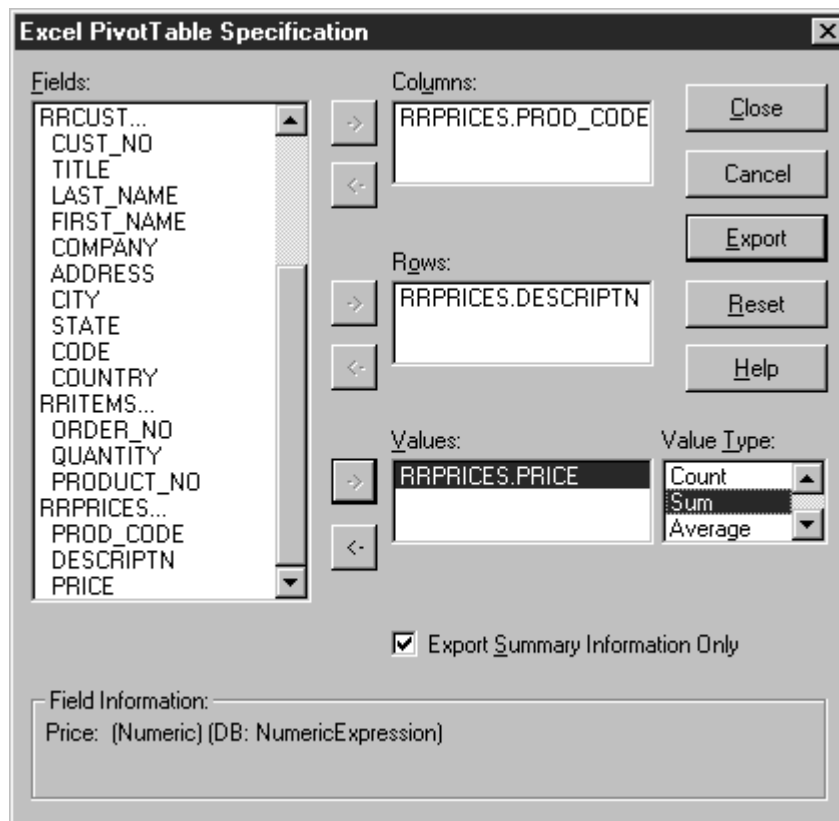 Excel PivotTable Specification
Fields:
RRCUST...
CUST_NO
TITLE
LAST_NAME
FIRST_NAME
COMPANY
ADDRESS
CITY
STATE
CODE
COUNTRY
RRITEMS...
ORDER_NO
QUANTITY
PRODUCT_NO
RRPRICES...
PROD_CODE
DESCRIPTN
PRICE
->
<-
Columns:
RRPRICES.PROD_CODE
->
<-
Rows:
RRPRICES.DESCRIPTN
->
<-
Values:
RRPRICES.PRICE
Value Type:
Count
Sum
Average
Close
Cancel
Export
Reset
Help
Export Summary Information Only
Field Information:
Price: (Numeric) (DB: NumericExpression)